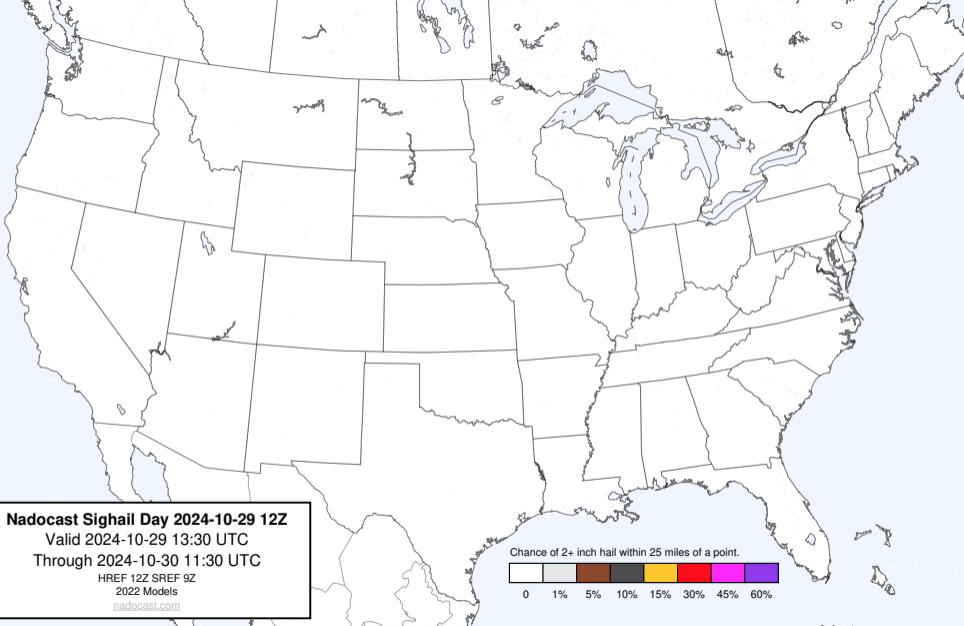 Nadocast Sighail Day 2024-10-29 12Z
Valid 2024-10-29 13:30 UTC
Through 2024-10-30 11:30 UTC
HREF 12Z SREF 9Z
2022 Models
nadocast.com
Chance of 2+ inch hail within 25 miles of a point.
0 1% 5% 10% 15% 30% 45% 60%